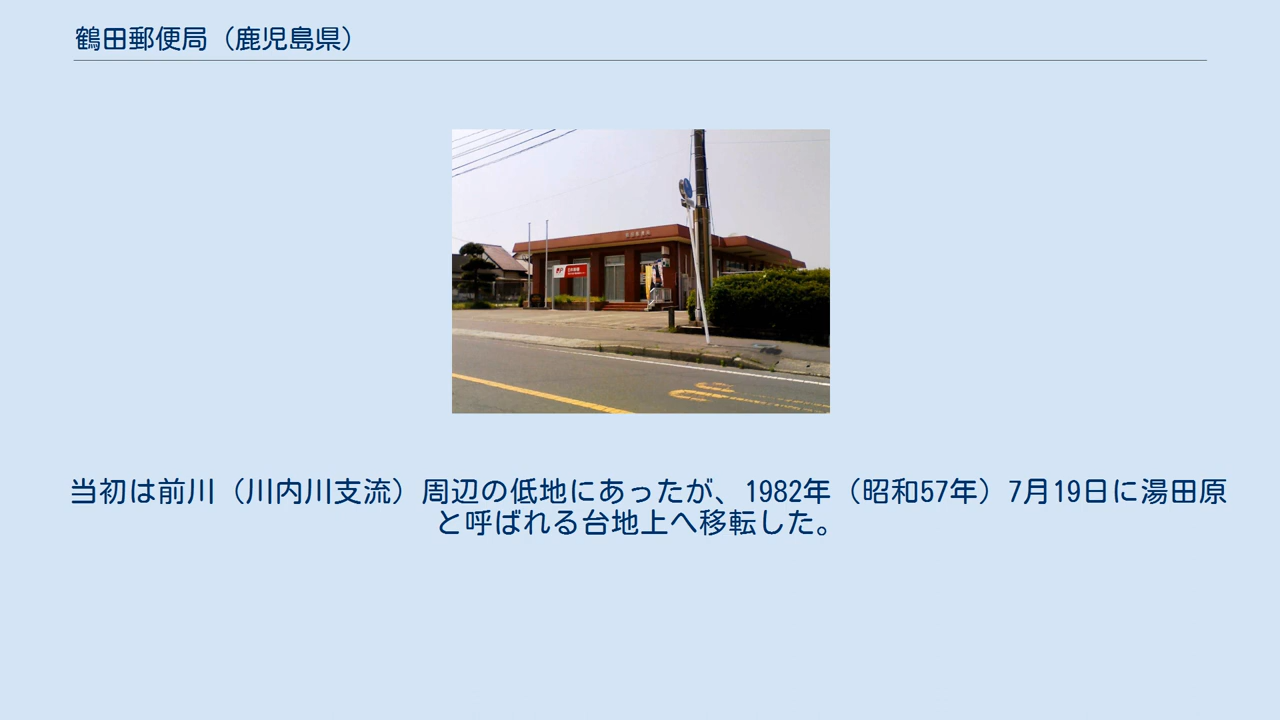 鶴田郵便局（鹿児島県）
当初は前川（川内川支流）周辺の低地にあったが、1982年（昭和57年）7月19日に湯田原
と呼ばれる台地上へ移転した。